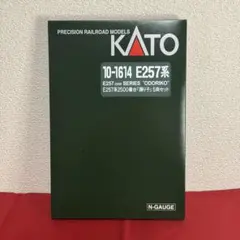 PRECISION RAILROAD MODELS
KATO
10-1614 E257系
E257 2500 SERIES "ODORIKO"
E257系2500番台「踊り子」5両セット
N-GAUGE